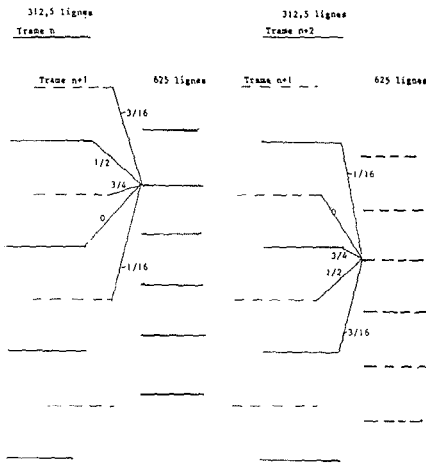 312,5 lignes
Trame n
Trame n+1
625 lignes
-3/16
1/2
3/4
0
-1/16
312,5 lignes
Trame n+2
Trame n+1
625 lignes
-1/16
0
3/4
1/2
-3/16